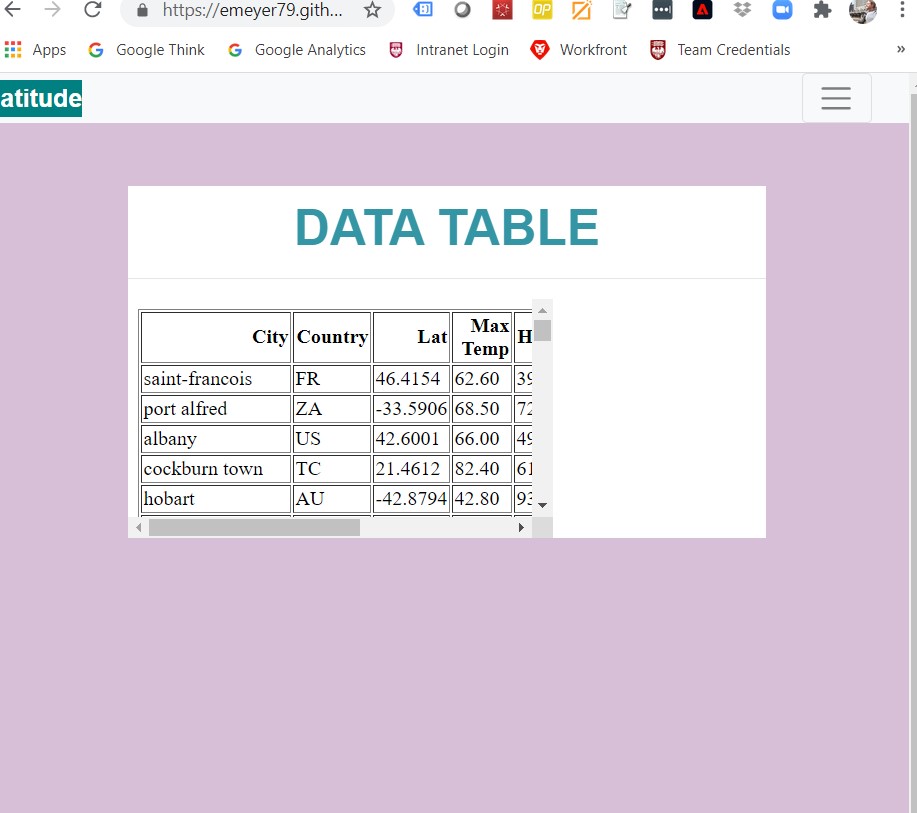 https://emeyer79.gith...
Apps Google Think Google Analytics Intranet Login Workfront Team Credentials »
atitude
DATA TABLE
City Country Lat Max Temp H
saint-francois FR 46.4154 62.60 39
port alfred ZA -33.5906 68.50 72
albany US 42.6001 66.00 49
cockburn town TC 21.4612 82.40 61
hobart AU -42.8794 42.80 93